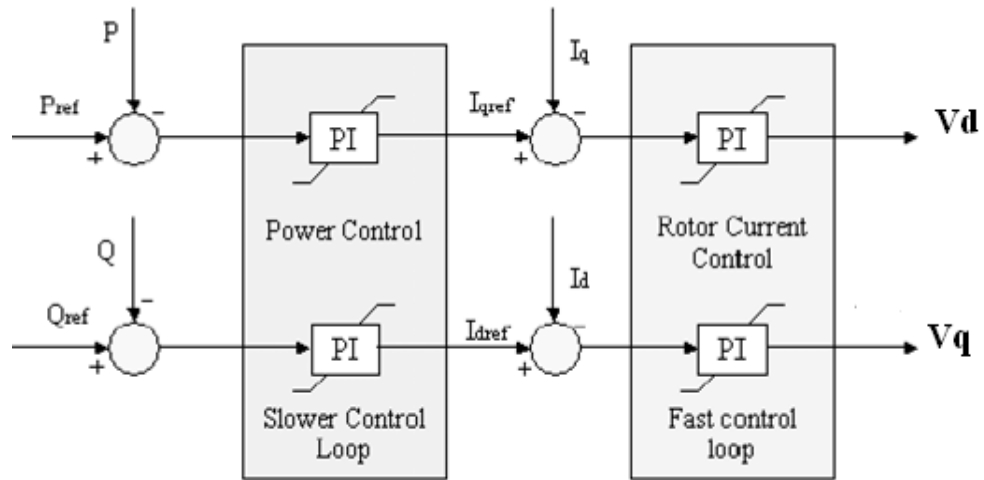 P
Iq
Pref
-
Iqref
-
Vd
+
PI
+
PI
Power Control
Rotor Current
Control
Q
Id
-
-
Qref
Idref
Vq
+
PI
+
PI
Slower Control
Loop
Fast control
loop